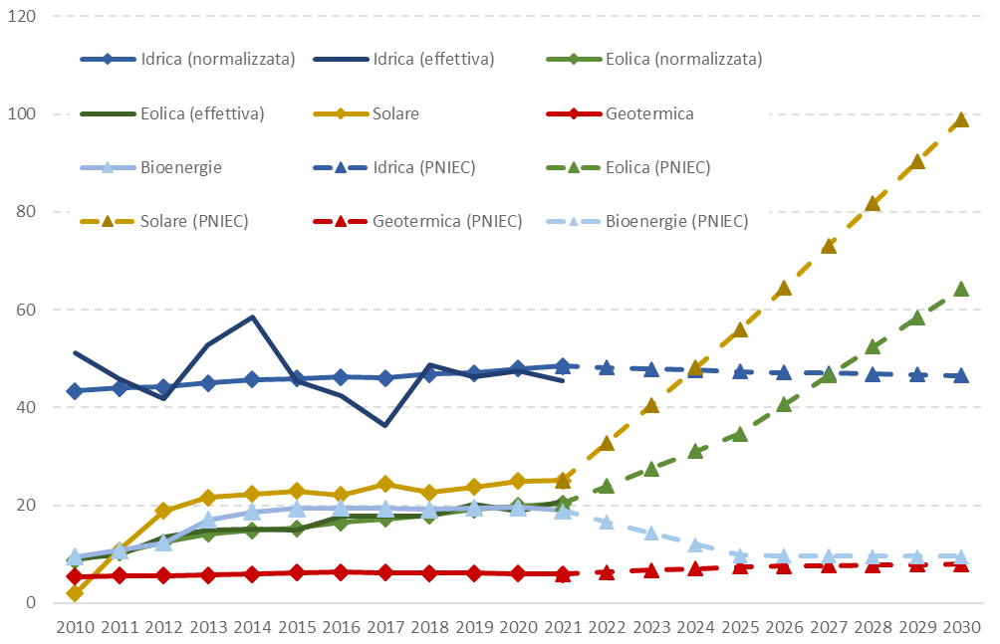 120
Idrica (normalizzata) Idrica (effettiva) Eolica (normalizzata)
100
Eolica (effettiva) Solare Geotermica
Bioenergie Idrica (PNIEC) Eolica (PNIEC)
80
Solare (PNIEC) Geotermica (PNIEC) Bioenergie (PNIEC)
60
40
20
0
2010 2011 2012 2013 2014 2015 2016 2017 2018 2019 2020 2021 2022 2023 2024 2025 2026 2027 2028 2029 2030